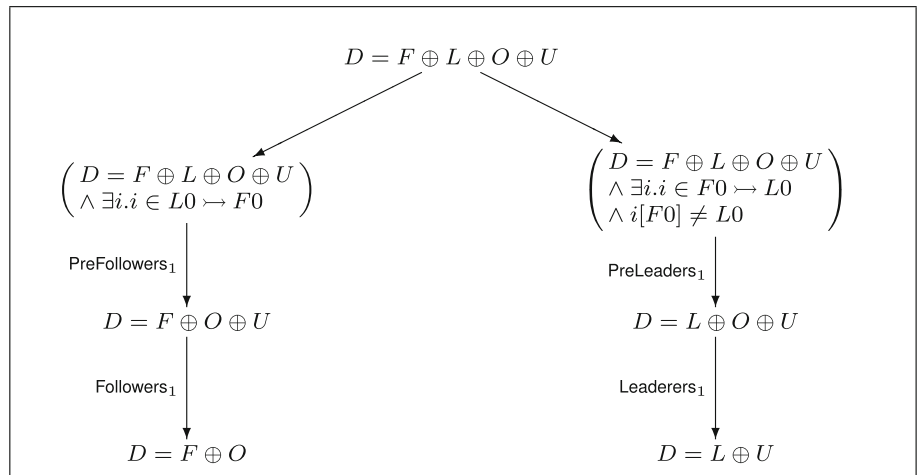 D = F ⊕ L ⊕ O ⊕ U
( D = F ⊕ L ⊕ O ⊕ U
∧ ∃i.i ∈ L0 ↣ F0 )
( D = F ⊕ L ⊕ O ⊕ U
∧ ∃i.i ∈ F0 ↣ L0
∧ i[F0] ≠ L0 )
PreFollowers₁
PreLeaders₁
D = F ⊕ O ⊕ U
D = L ⊕ O ⊕ U
Followers₁
Leaderers₁
D = F ⊕ O
D = L ⊕ U